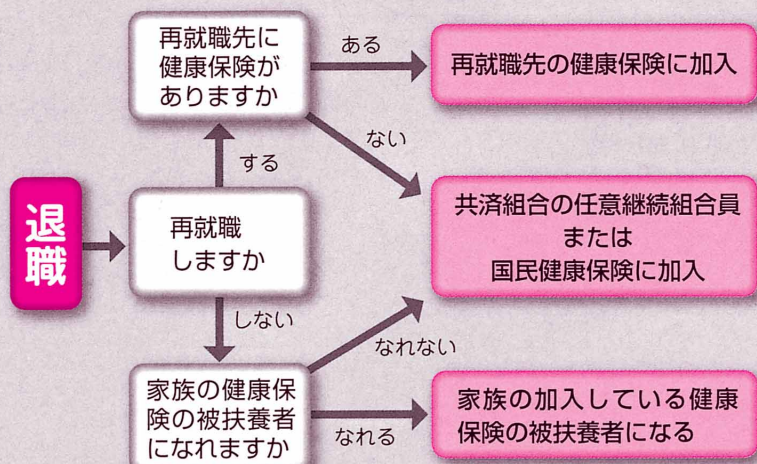 退職
再就職
しますか
する
しない
再就職先に
健康保険が
ありますか
ある
ない
再就職先の健康保険に加入
共済組合の任意継続組合員
または
国民健康保険に加入
家族の健康保
険の被扶養者
になれますか
なれない
なれる
家族の加入している健康
保険の被扶養者になる